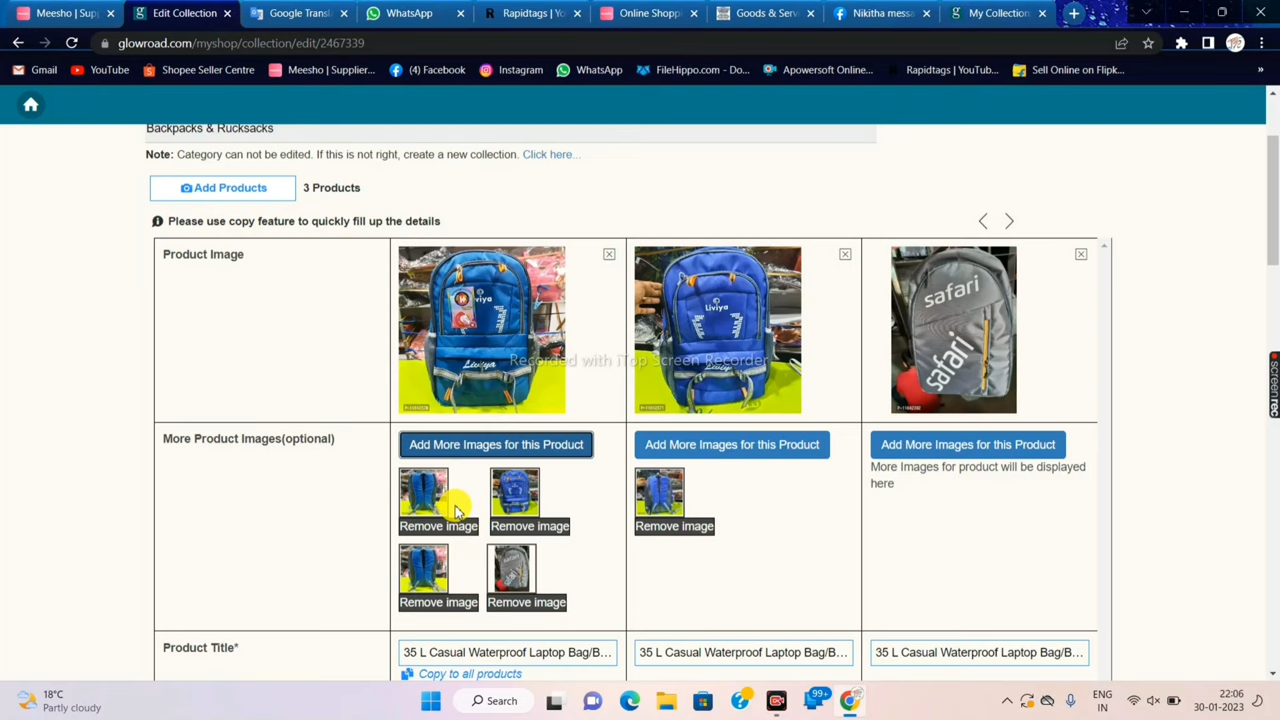 Meesho | Sup
Edit Collection
Google Transl
WhatsApp
Rapidtags | Yo
Online Shoppi
Goods & Servi
Nikitha messa
My Collection
glowroad.com/myshop/collection/edit/2467339
Gmail
YouTube
Shopee Seller Centre
Meesho | Supplier...
(4) Facebook
Instagram
WhatsApp
FileHippo.com - Do...
Apowersoft Online...
Rapidtags | YouTub...
Sell Online on Flipk...
»
Backpacks & Rucksacks
Note: Category can not be edited. If this is not right, create a new collection. Click here...
Add Products
3 Products
Please use copy feature to quickly fill up the details
Product Image
Liviya
Liviya
safari
safari
Recorded with iTop Screen Recorder
screenrec
More Product Images(optional)
Add More Images for this Product
Add More Images for this Product
Add More Images for this Product
More Images for product will be displayed
here
Remove image
Remove image
Remove image
Remove image
Remove image
Product Title*
35 L Casual Waterproof Laptop Bag/B...
35 L Casual Waterproof Laptop Bag/B...
35 L Casual Waterproof Laptop Bag/B...
Copy to all products
18°C
Partly cloudy
Search
99+
ENG
IN
22:06
30-01-2023